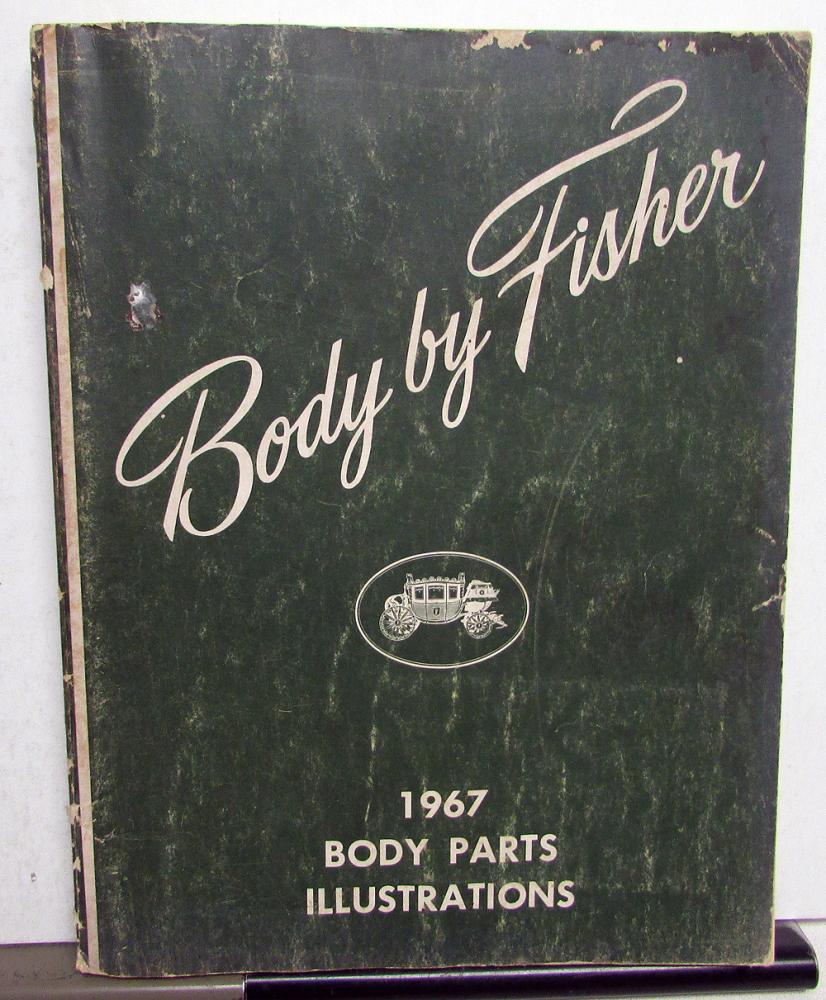 Body by Fisher
1967
BODY PARTS
ILLUSTRATIONS